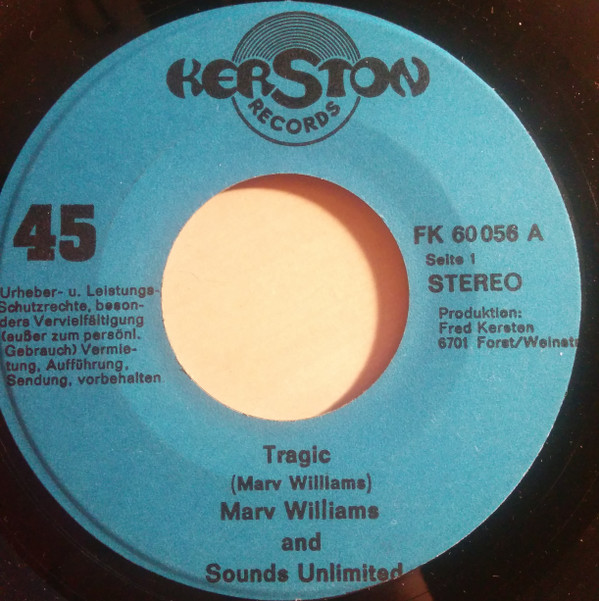 KERSTON
RECORDS
45
FK 60 056 A
Seite 1
STEREO
Urheber- u. Leistungs-
Schutzrechte, beson-
ders Vervielfältigung
(außer zum persönl.
Gebrauch) Vermie-
tung, Aufführung,
Sendung, vorbehalten
Produktion:
Fred Kersten
6701 Forst/Weinstr
Tragic
(Marv Williams)
Marv Williams
and
Sounds Unlimited